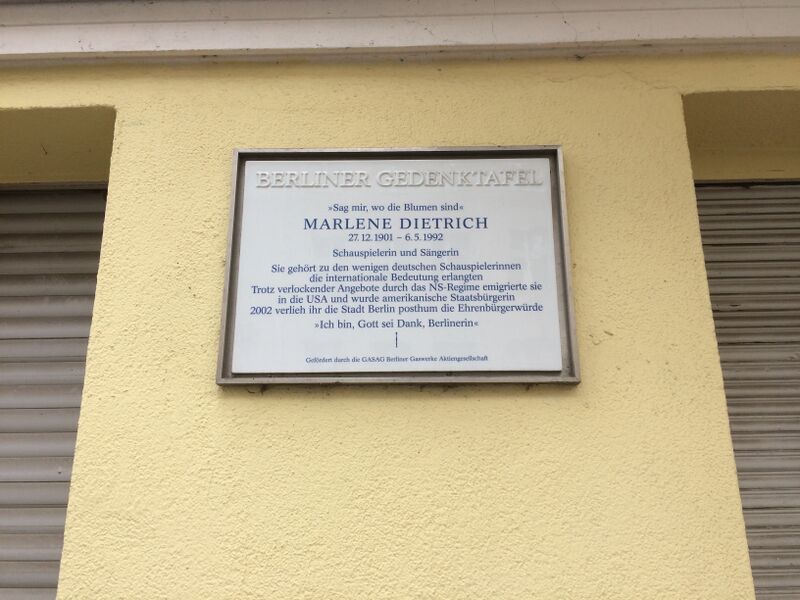 BERLINER GEDENKTAFEL
»Sag mir, wo die Blumen sind«
MARLENE DIETRICH
27.12.1901 – 6.5.1992
Schauspielerin und Sängerin
Sie gehört zu den wenigen deutschen Schauspielerinnen
die internationale Bedeutung erlangten
Trotz verlockender Angebote durch das NS-Regime emigrierte sie
in die USA und wurde amerikanische Staatsbürgerin
2002 verlieh ihr die Stadt Berlin posthum die Ehrenbürgerwürde
»Ich bin, Gott sei Dank, Berlinerin«
Gefördert durch die GASAG Berliner Gaswerke Aktiengesellschaft